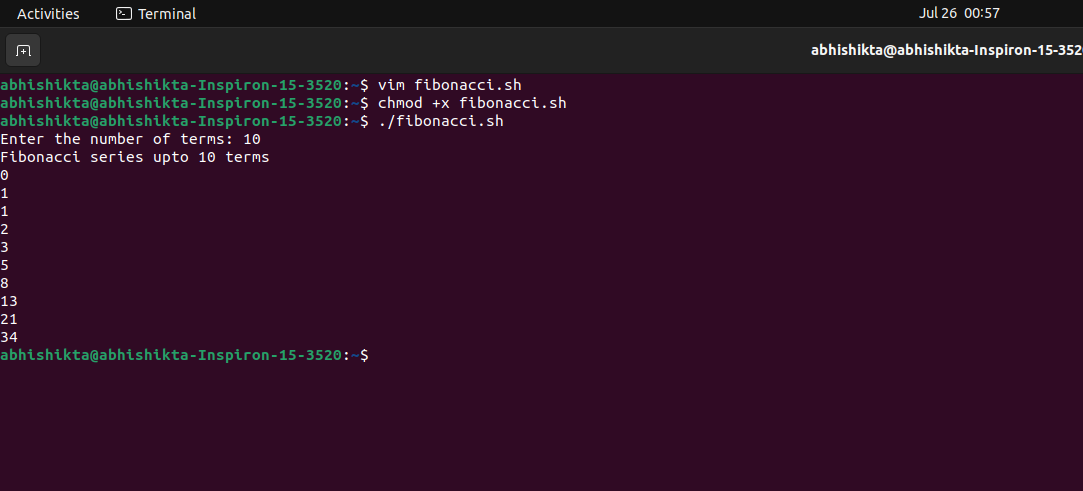 Activities Terminal Jul 26 00:57
abhishikta@abhishikta-Inspiron-15-352
abhishikta@abhishikta-Inspiron-15-3520:~$ vim fibonacci.sh
abhishikta@abhishikta-Inspiron-15-3520:~$ chmod +x fibonacci.sh
abhishikta@abhishikta-Inspiron-15-3520:~$ ./fibonacci.sh
Enter the number of terms: 10
Fibonacci series upto 10 terms
0
1
1
2
3
5
8
13
21
34
abhishikta@abhishikta-Inspiron-15-3520:~$